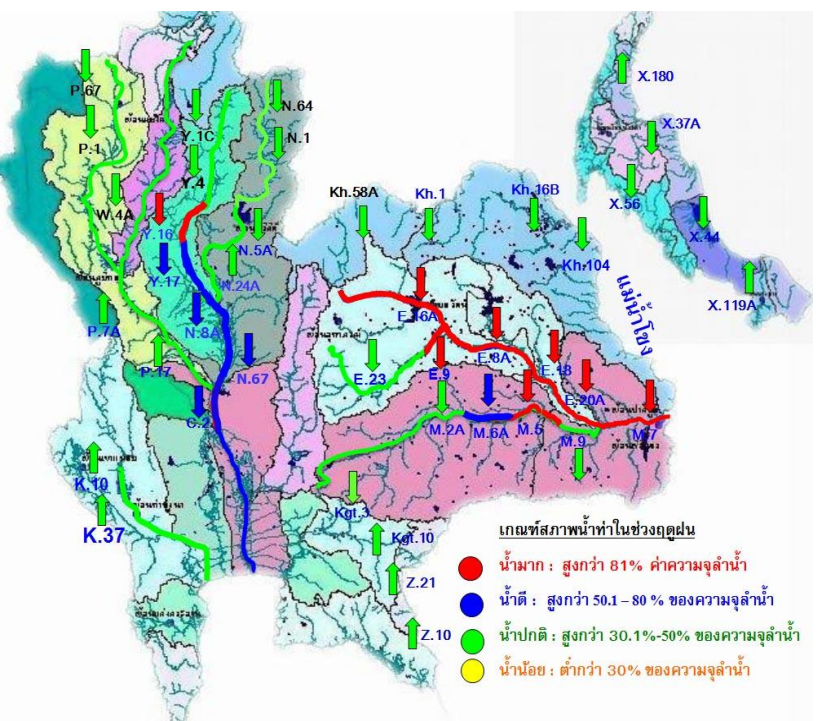 P.67
P.1
W.4A
Y.1C
Y.4
N.64
N.1
Y.16
Y.17
N.5A
N.24A
N.8A
P.7A
P.17
N.67
C.2
K.10
K.37
Kh.58A
Kh.1
Kh.16B
Kh.104
แม่น้ำโขง
E.16A
E.8A
E.18
E.23
E.9
E.20A
M.2A
M.6A
M.5
M.9
M.7
Kgt.3
Kgt.10
Z.21
Z.10
X.180
X.37A
X.56
X.44
X.119A
เกณฑ์สภาพน้ำท่าในช่วงฤดูฝน
น้ำมาก : สูงกว่า 81% ค่าความจุลำน้ำ
น้ำดี : สูงกว่า 50.1 – 80 % ของความจุลำน้ำ
น้ำปกติ : สูงกว่า 30.1%-50% ของความจุลำน้ำ
น้ำน้อย : ต่ำกว่า 30% ของความจุลำน้ำ